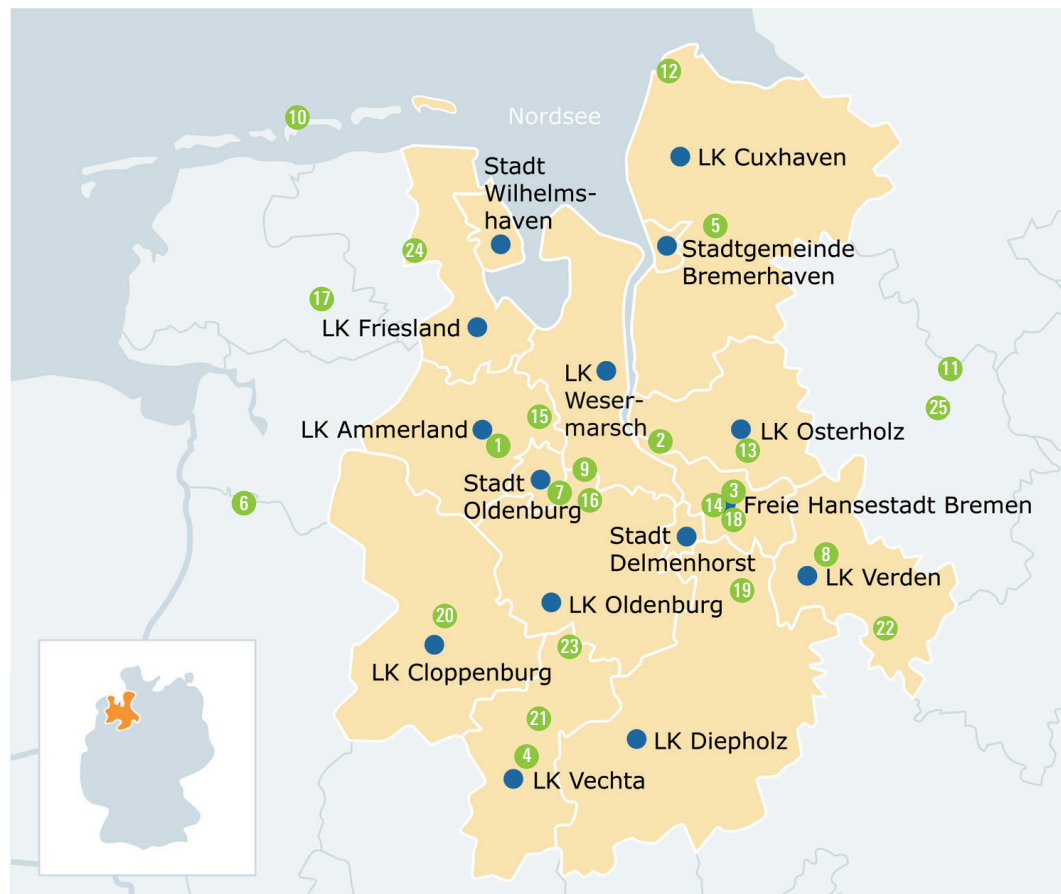 12
10
Nordsee
LK Cuxhaven
Stadt
Wilhelms-
haven
5
24
Stadtgemeinde
Bremerhaven
17
LK Friesland
11
LK
Weser-
marsch
25
15
LK Ammerland
1
2
LK Osterholz
13
9
Stadt
Oldenburg
7
16
6
3
14
Freie Hansestadt Bremen
18
Stadt
Delmenhorst
8
LK Verden
19
LK Oldenburg
20
22
23
LK Cloppenburg
21
LK Diepholz
4
LK Vechta